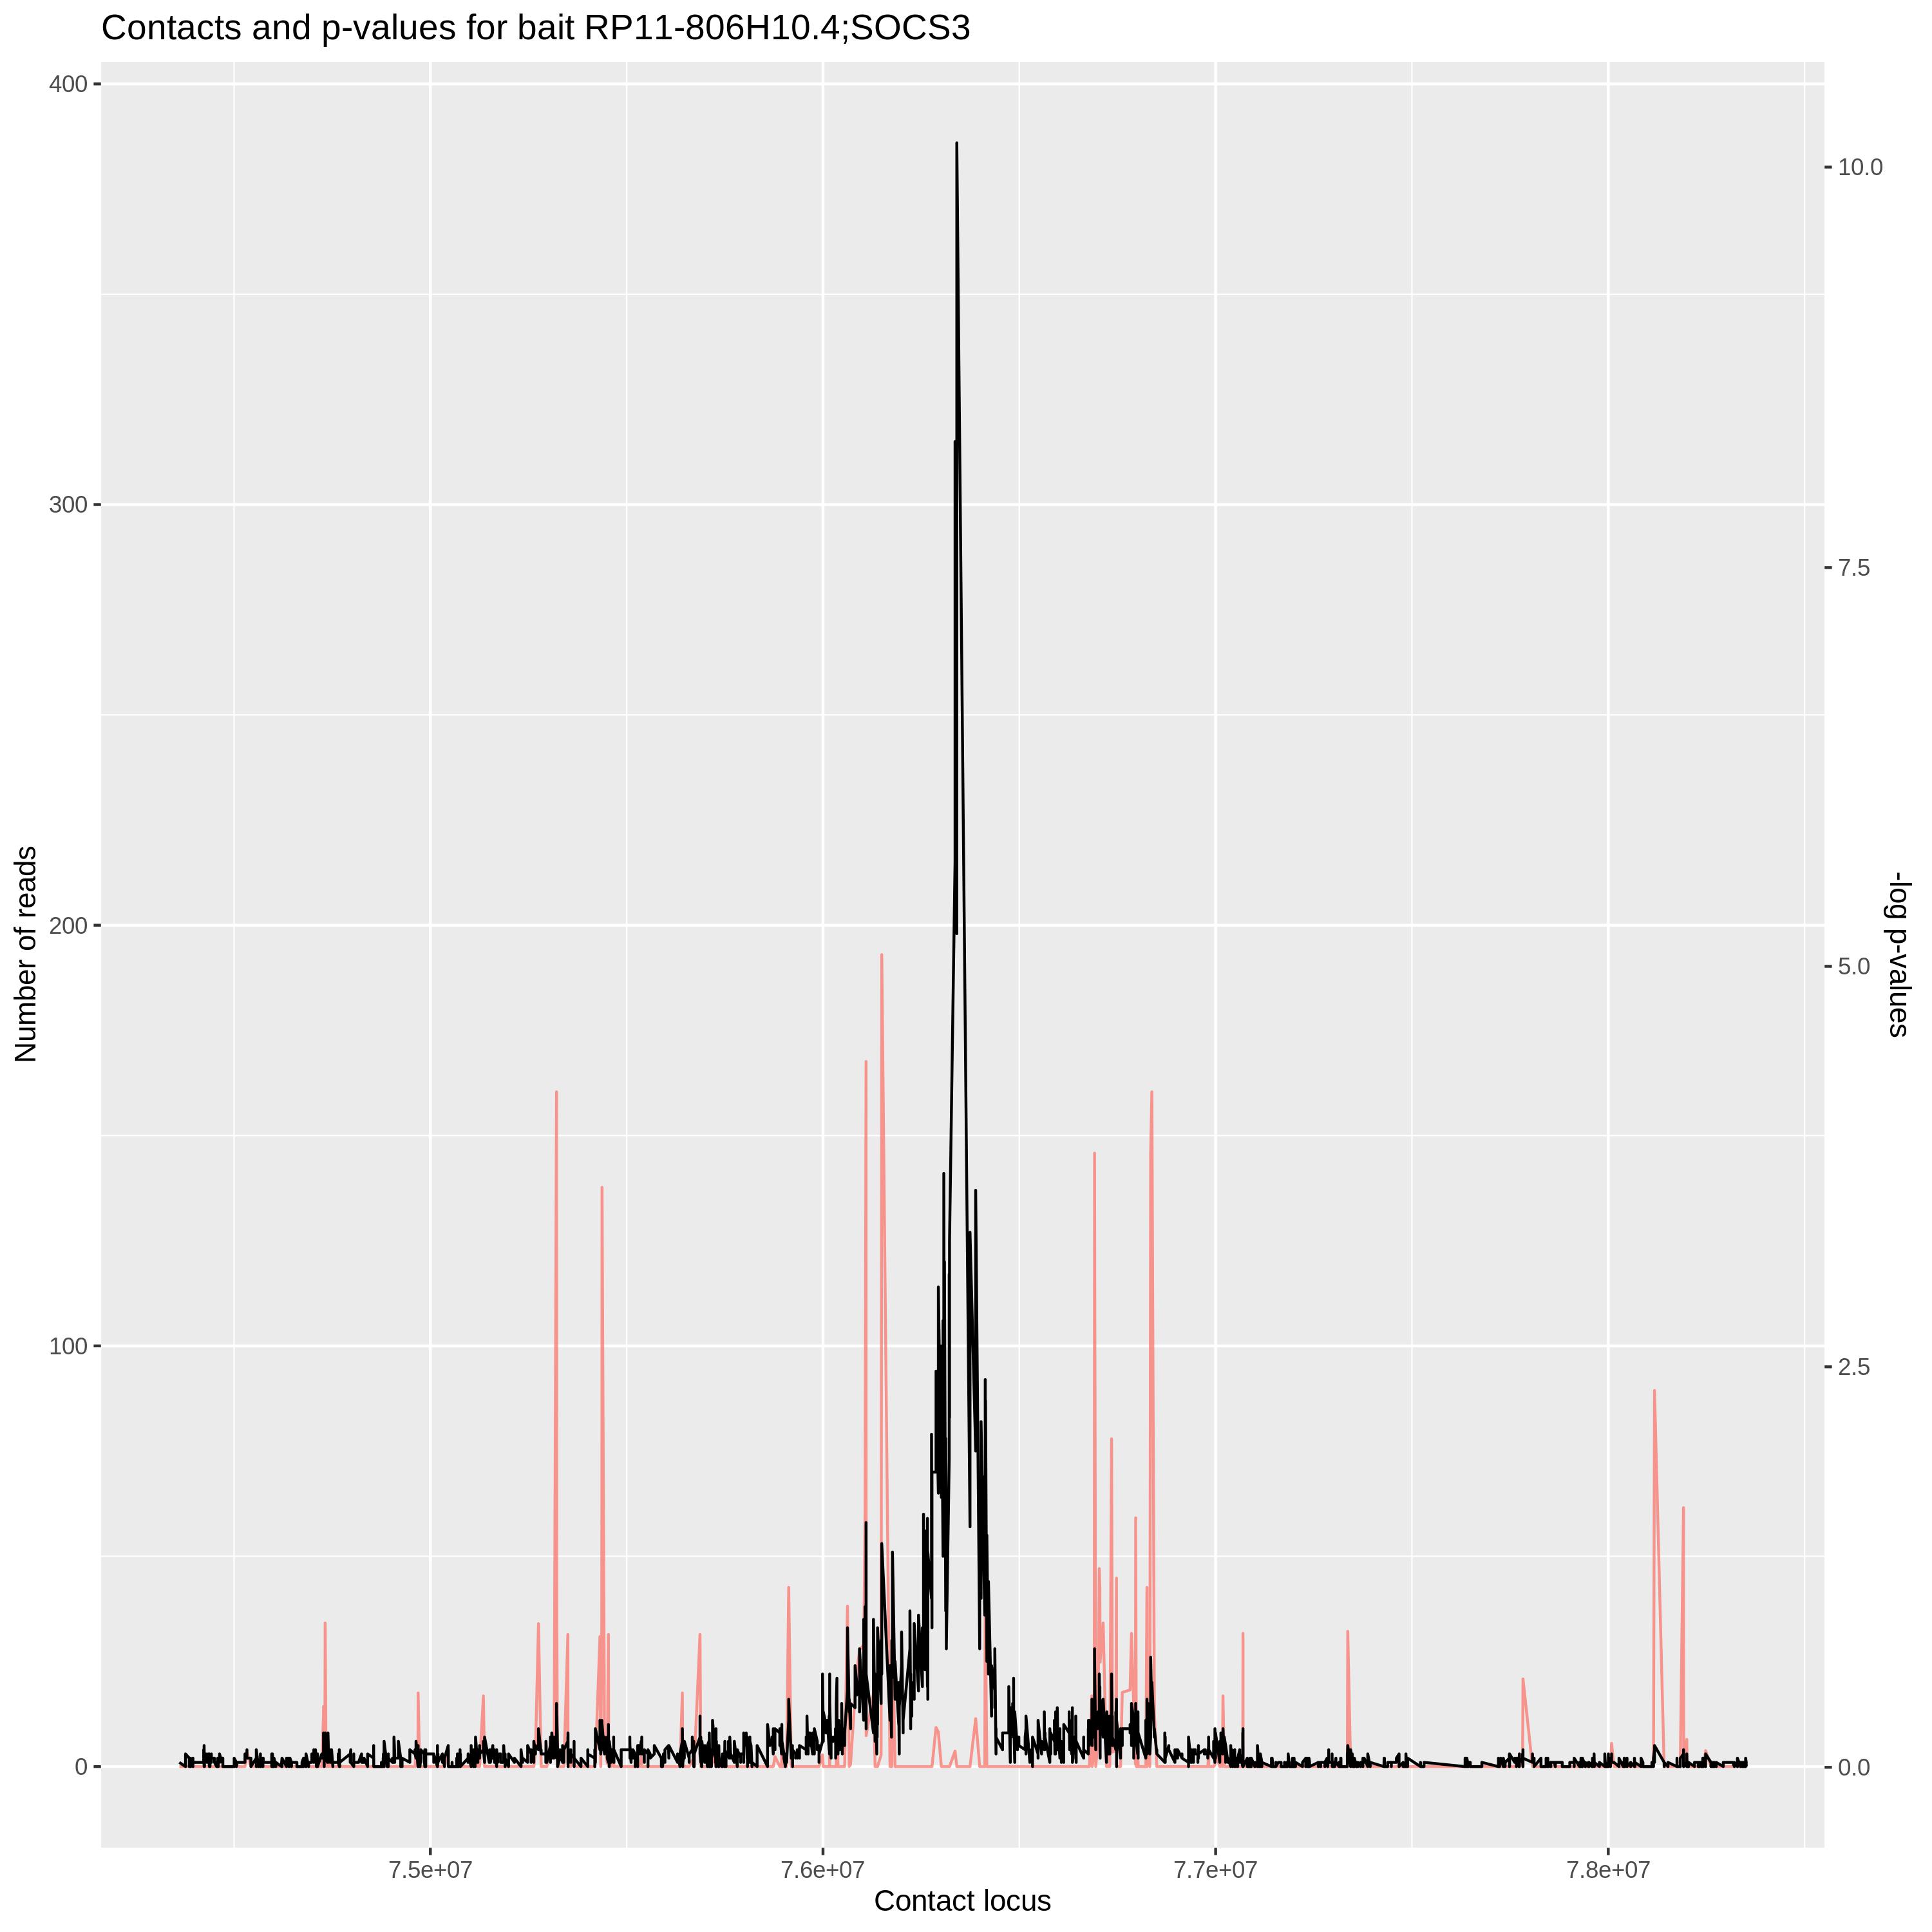 Contacts and p-values for bait RP11-806H10.4;SOCS3
400
300
200
100
0
Number of reads
10.0
7.5
5.0
2.5
0.0
-log p-values
7.5e+07 7.6e+07 7.7e+07 7.8e+07
Contact locus